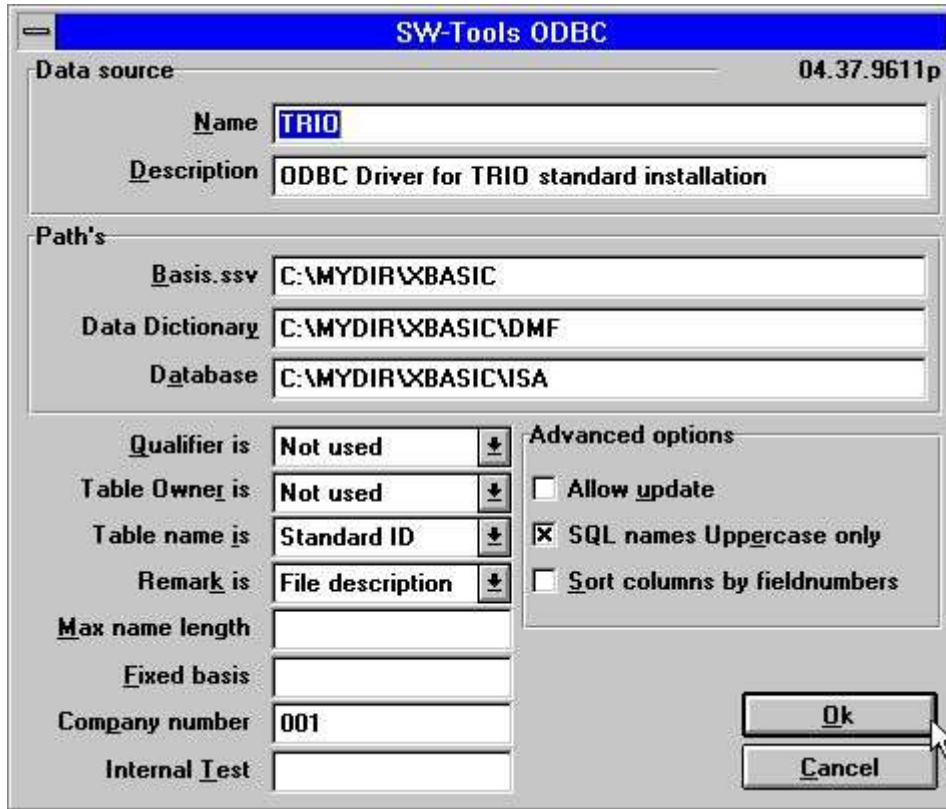 SW-Tools ODBC
Data source 04.37.9611p
Name TRIO
Description ODBC Driver for TRIO standard installation
Path's
Basis.ssv C:\MYDIR\XBASIC
Data Dictionary C:\MYDIR\XBASIC\DMF
Database C:\MYDIR\XBASIC\ISA
Qualifier is Not used
Table Owner is Not used
Table name is Standard ID
Remark is File description
Max name length
Fixed basis
Company number 001
Internal Test
Advanced options
Allow update
SQL names Uppercase only
Sort columns by fieldnumbers
Ok
Cancel